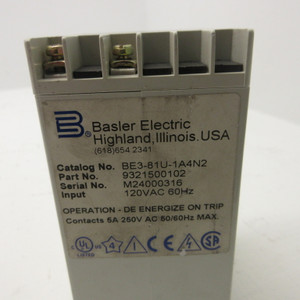 B ® Basler Electric
Highland, Illinois. USA
(618)654.2341
Catalog No. BE3-81U-1A4N2
Part No. 9321500102
Serial No. M24000316
Input 120VAC 60Hz
OPERATION - DE ENERGIZE ON TRIP
Contacts 5A 250V AC 50/60Hz MAX.
UL